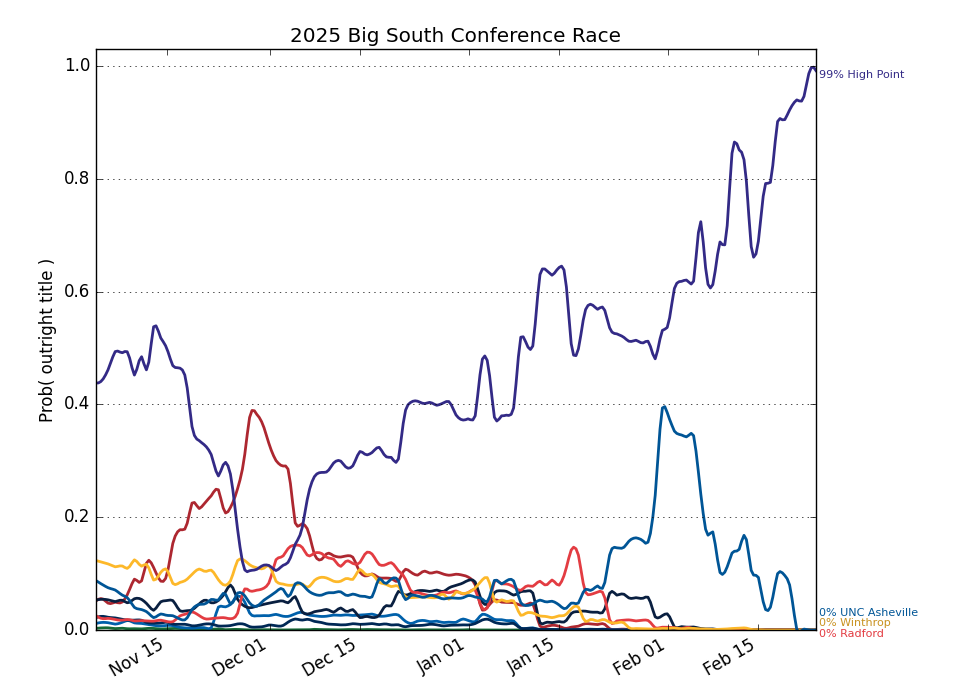 2025 Big South Conference Race
Prob( outright title )
1.0
0.8
0.6
0.4
0.2
0.0
99% High Point
0% UNC Asheville
0% Winthrop
0% Radford
Nov 15
Dec 01
Dec 15
Jan 01
Jan 15
Feb 01
Feb 15